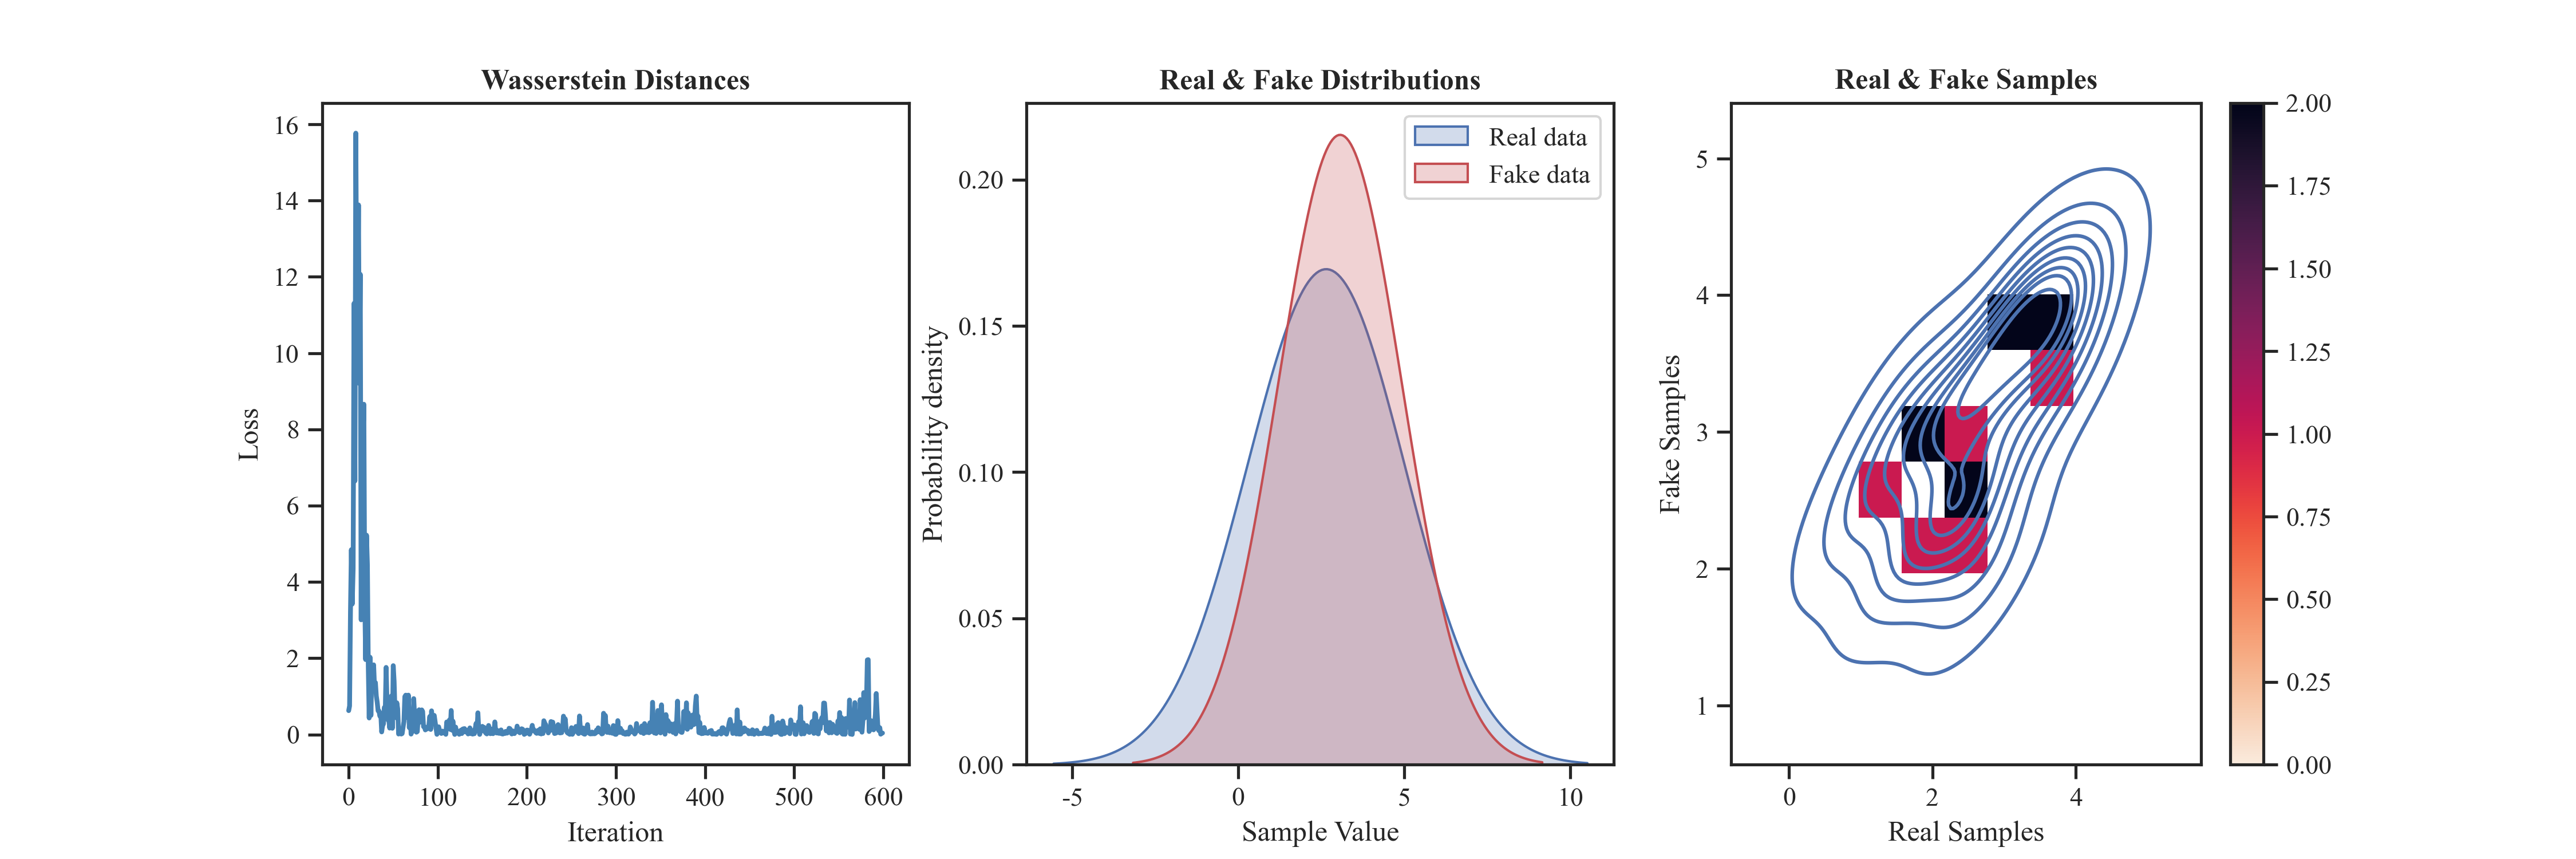 Wasserstein Distances
16
14
12
10
8
6
4
2
0
Loss
0 100 200 300 400 500 600
Iteration
Real & Fake Distributions
Real data
Fake data
0.20
0.15
0.10
0.05
0.00
Probability density
-5 0 5 10
Sample Value
Real & Fake Samples
5
4
3
2
1
Fake Samples
0 2 4
Real Samples
2.00
1.75
1.50
1.25
1.00
0.75
0.50
0.25
0.00